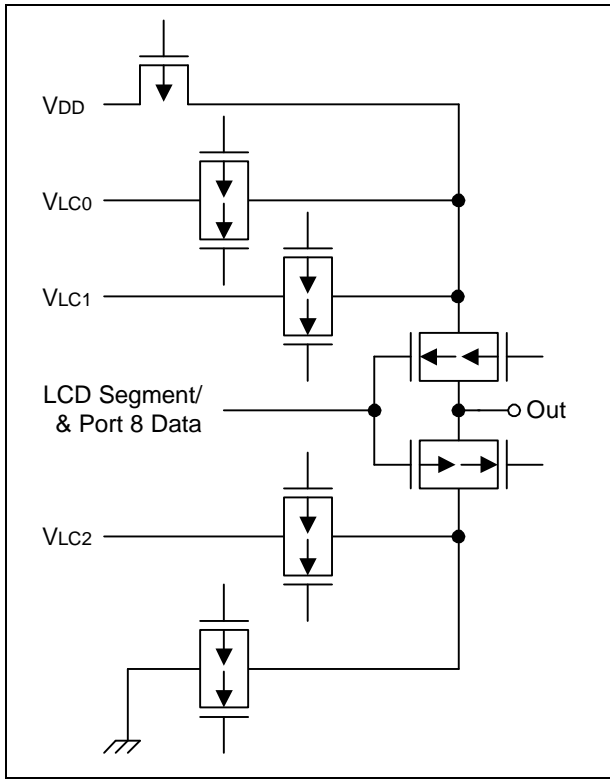 VDD
VLC0
VLC1
LCD Segment/
& Port 8 Data
Out
VLC2